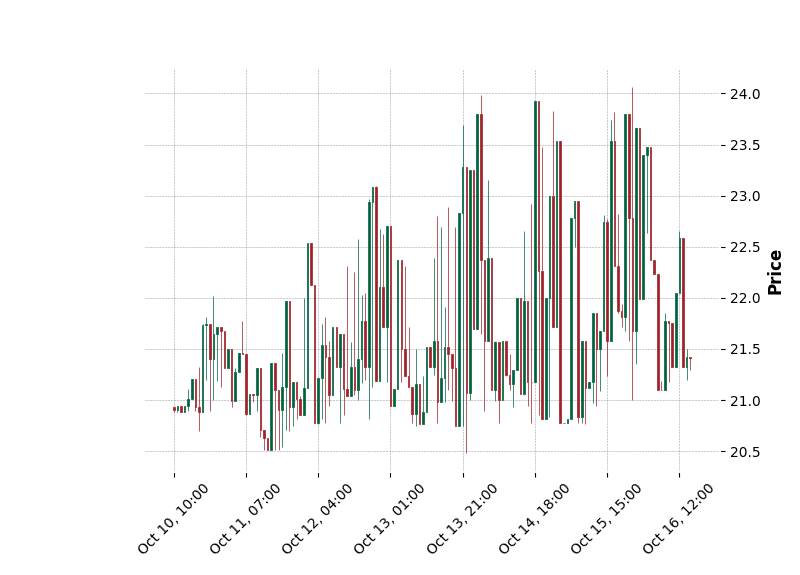 24.0
23.5
23.0
22.5
22.0
21.5
21.0
20.5
Price
Oct 10, 10:00
Oct 11, 07:00
Oct 12, 04:00
Oct 13, 01:00
Oct 13, 21:00
Oct 14, 18:00
Oct 15, 15:00
Oct 16, 12:00